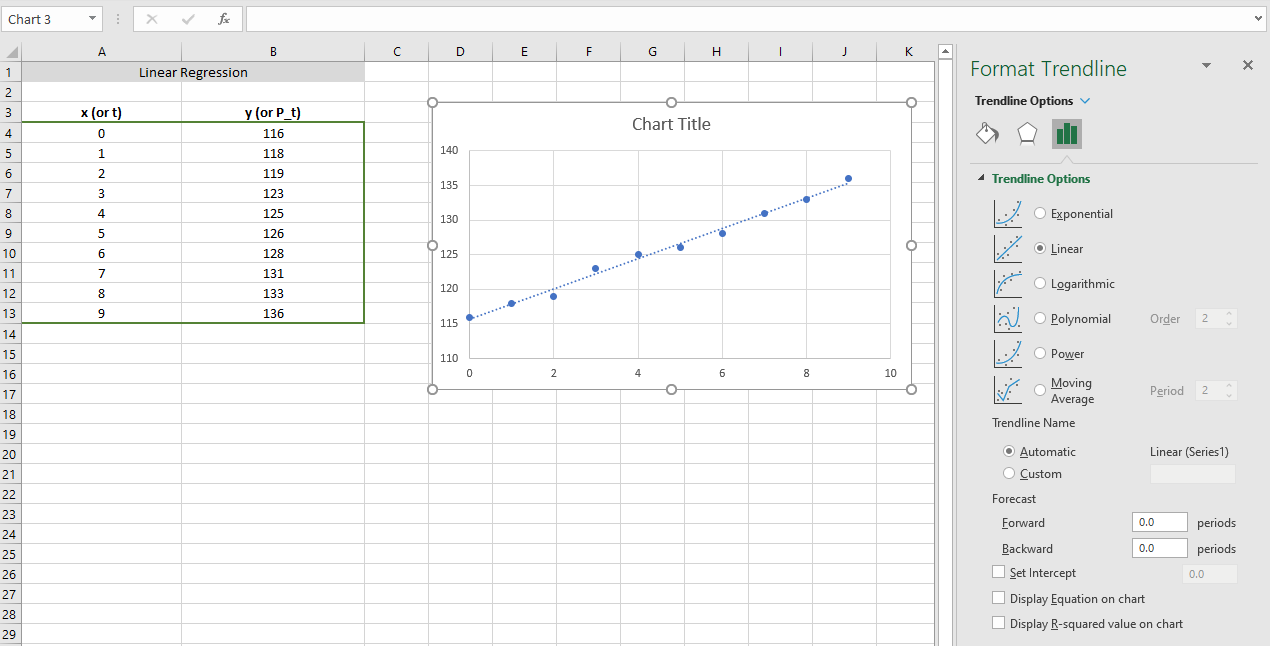 Chart 3
fx
A B C D E F G H I J K
1 Linear Regression
2
3 x (or t) y (or P_t)
4 0 116
5 1 118
6 2 119
7 3 123
8 4 125
9 5 126
10 6 128
11 7 131
12 8 133
13 9 136
14
15
16
17
18
19
20
21
22
23
24
25
26
27
28
29
Chart Title
140
135
130
125
120
115
110
0 2 4 6 8 10
Format Trendline
Trendline Options
Trendline Options
Exponential
Linear
Logarithmic
Polynomial Order 2
Power
Moving
Average Period 2
Trendline Name
Automatic Linear (Series1)
Custom
Forecast
Forward 0.0 periods
Backward 0.0 periods
Set Intercept 0.0
Display Equation on chart
Display R-squared value on chart